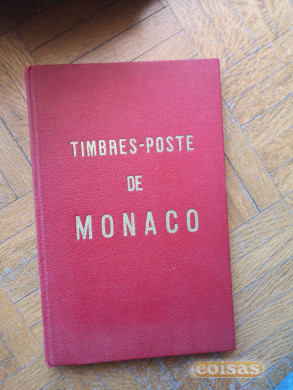 TIMBRES-POSTE
DE
MONACO
coisas